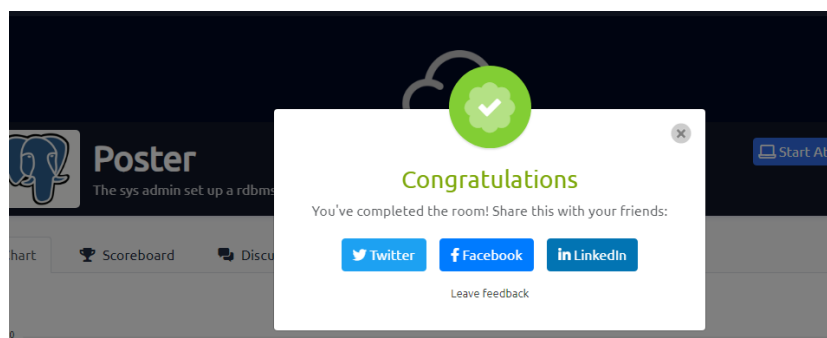 Poster
Start At
The sys admin set up a rdbms
Congratulations
You've completed the room! Share this with your friends:
hart
Scoreboard
Discu
Twitter
Facebook
in LinkedIn
Leave feedback